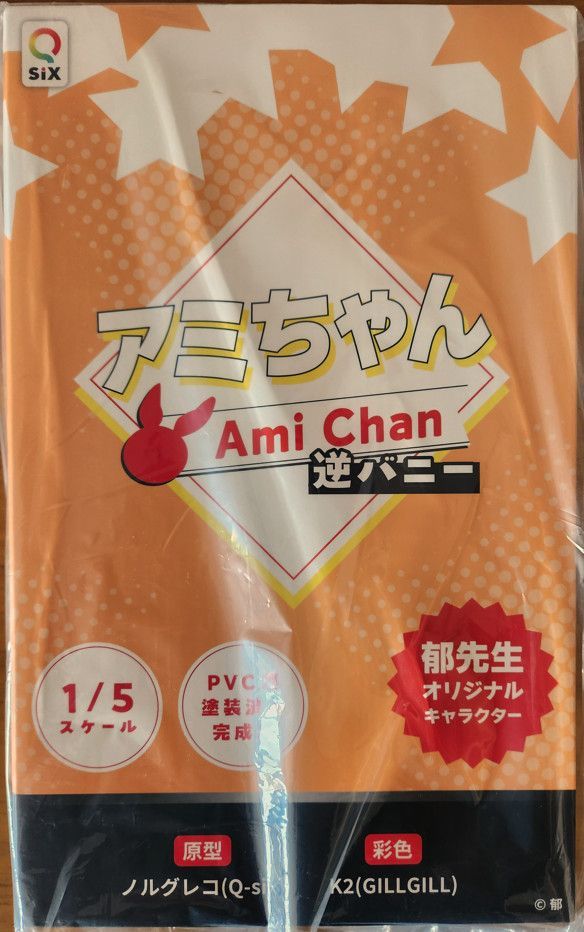 SiX
アミちゃん
Ami Chan
逆バニー
1/5
スケール
PVC
塗装済
完成
郁先生
オリジナル
キャラクター
原型
彩色
ノルグレコ(Q-si
K2(GILLGILL)
© 郁